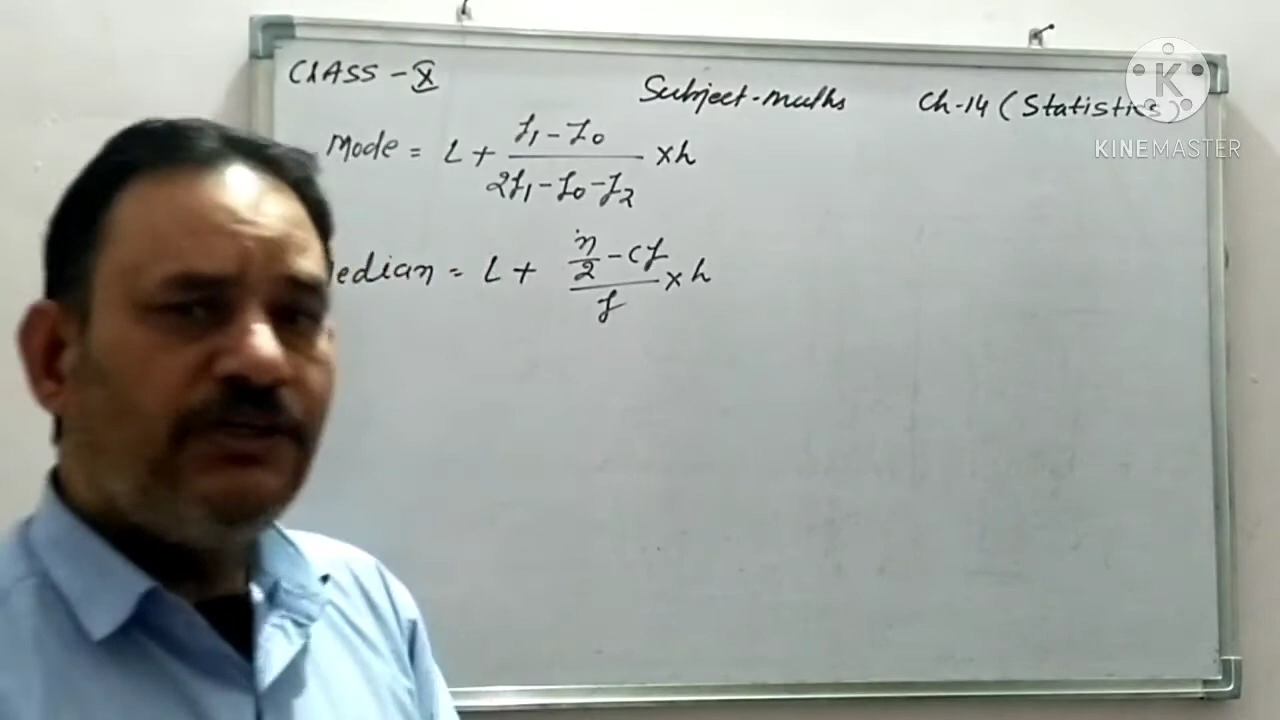 CLASS - X Subject - maths Ch-14 (Statistics)
Mode = L + f₁ - f₀ / 2f₁ - f₀ - f₂ × h
edian = L + n/2 - cf / f × h
K
KINEMASTER